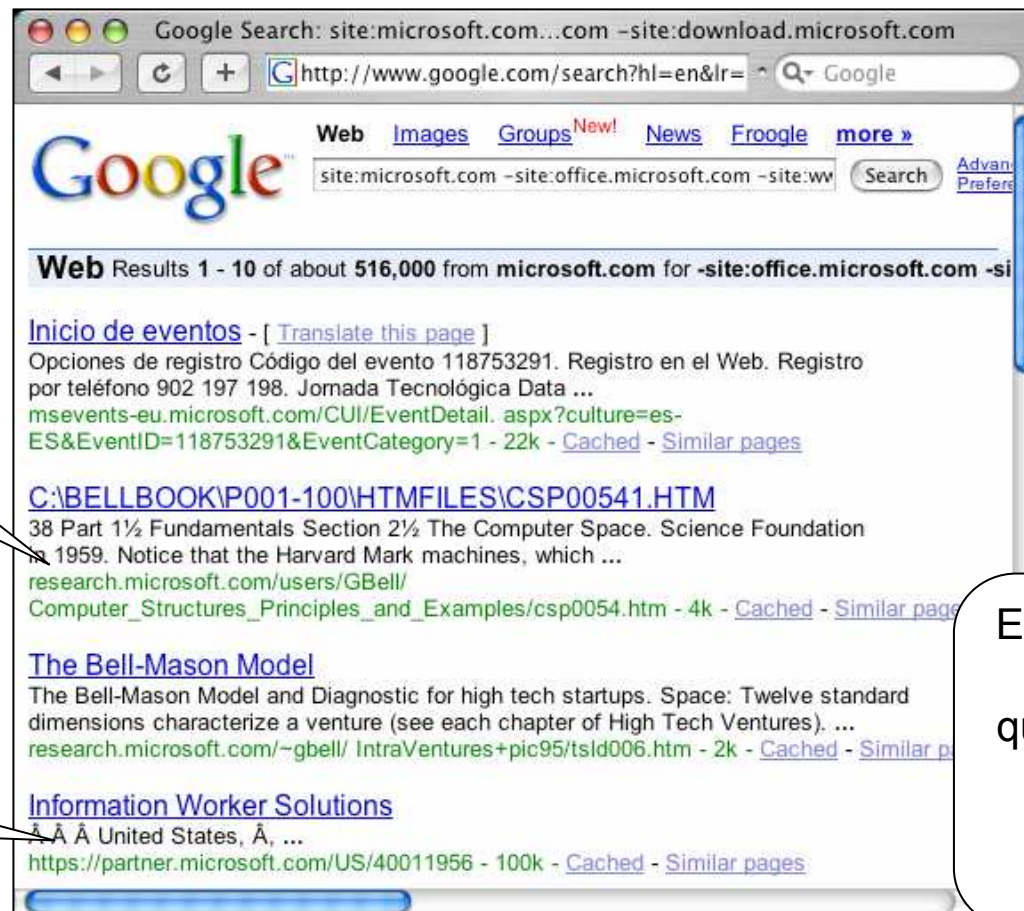 Google Search: site:microsoft.com...com –site:download.microsoft.com
http://www.google.com/search?hl=en&lr=
Google
Web Images Groups New! News Froogle more »
Google
site:microsoft.com –site:office.microsoft.com –site:
Search
Web Results 1 - 10 of about 516,000 from microsoft.com for -site:office.microsoft.com -si
Inicio de eventos - [ Translate this page ]
Opciones de registro Código del evento 118753291. Registro en el Web. Registro
por teléfono 902 197 198. Jornada Tecnológica Data ...
msevents-eu.microsoft.com/CUI/EventDetail. aspx?culture=es-
ES&EventID=118753291&EventCategory=1 - 22k - Cached - Similar pages
C:\BELLBOOK\P001-100\HTMFILES\CSP00541.HTM
38 Part 1½ Fundamentals Section 2½ The Computer Space. Science Foundation
in 1959. Notice that the Harvard Mark machines, which ...
research.microsoft.com/users/GBell/
Computer_Structures_Principles_and_Examples/csp0054.htm - 4k - Cached - Similar page
The Bell-Mason Model
The Bell-Mason Model and Diagnostic for high tech startups. Space: Twelve standard
dimensions characterize a venture (see each chapter of High Tech Ventures). ...
research.microsoft.com/~gbell/ IntraVentures+pic95/tsld006.htm - 2k - Cached - Similar
Information Worker Solutions
Â Â Â United States, Â, ...
https://partner.microsoft.com/US/40011956 - 100k - Cached - Similar pages